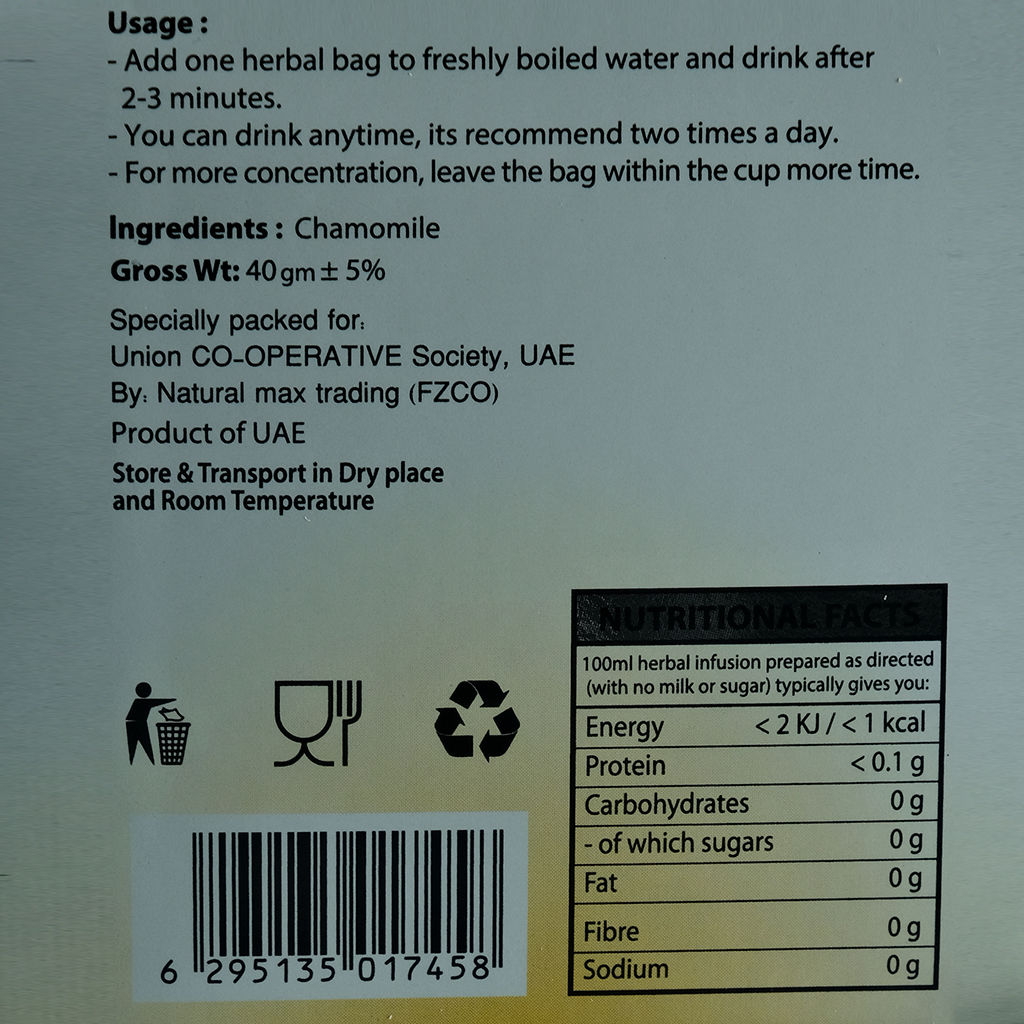 Usage :
- Add one herbal bag to freshly boiled water and drink after
2-3 minutes.
- You can drink anytime, its recommend two times a day.
- For more concentration, leave the bag within the cup more time.
Ingredients : Chamomile
Gross Wt: 40 gm ± 5%
Specially packed for:
Union CO-OPERATIVE Society, UAE
By: Natural max trading (FZCO)
Product of UAE
Store & Transport in Dry place
and Room Temperature
NUTRITIONAL FACTS
100ml herbal infusion prepared as directed
(with no milk or sugar) typically gives you:
Energy < 2 KJ / < 1 kcal
Protein < 0.1 g
Carbohydrates 0 g
- of which sugars 0 g
Fat 0 g
Fibre 0 g
Sodium 0 g
6 295135 017458